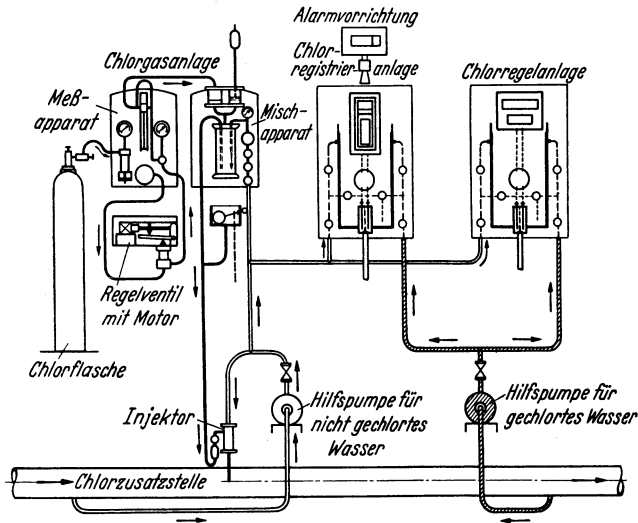 Alarmvorrichtung
Chlor-
registrier-anlage
Chlorgasanlage
Chlorregelanlage
Meß-
apparat
Misch-
apparat
Regelventil
mit Motor
Chlorflasche
Injektor
Hilfspumpe für
nicht gechlortes
Wasser
Hilfspumpe für
gechlortes Wasser
Chlorzusatzstelle